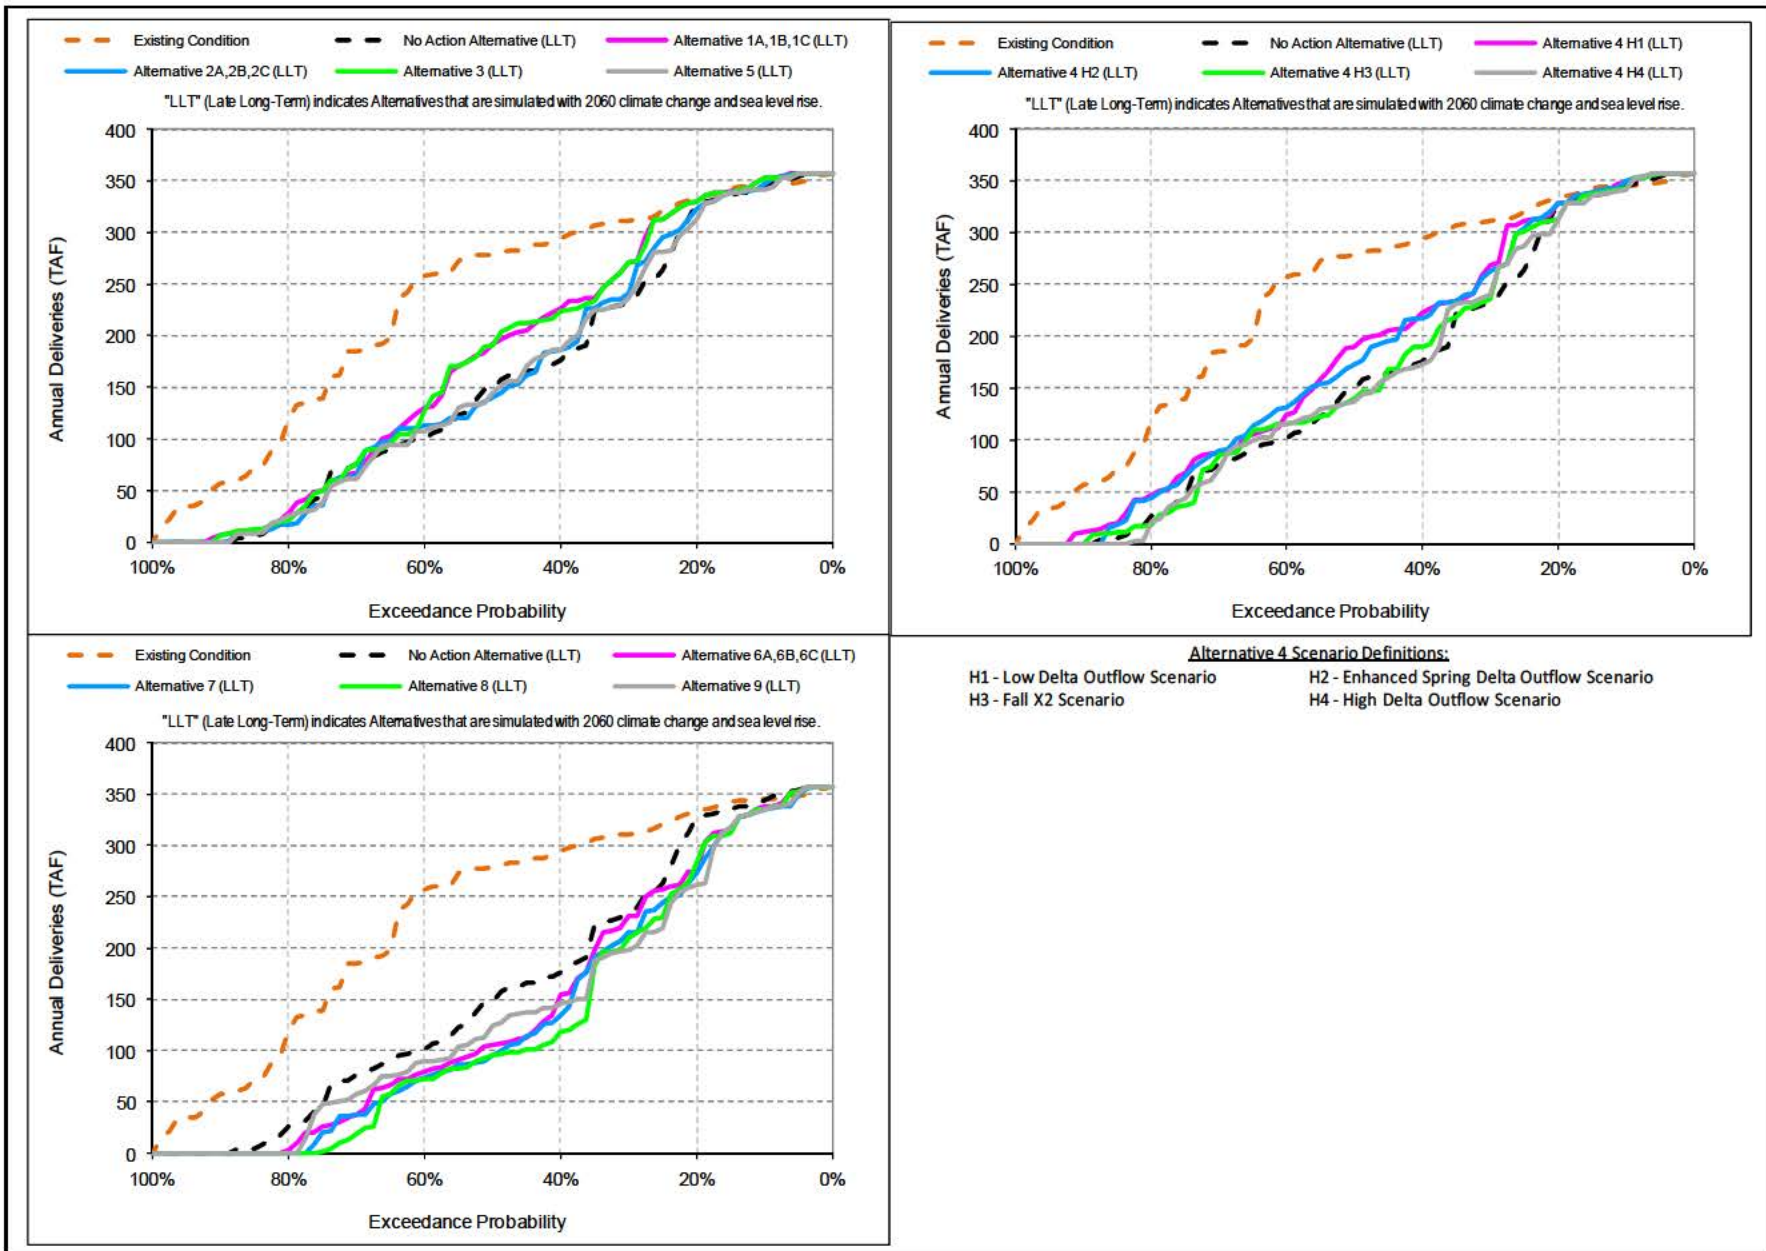 Existing Condition No Action Alternative (LLT) Alternative 1A,1B,1C (LLT)
Alternative 2A,2B,2C (LLT) Alternative 3 (LLT) Alternative 5 (LLT)
"LLT" (Late Long-Term) indicates Alternatives that are simulated with 2060 climate change and sea level rise.
Annual Deliveries (TAF)
400
350
300
250
200
150
100
50
0
100% 80% 60% 40% 20% 0%
Exceedance Probability
Existing Condition No Action Alternative (LLT) Alternative 4 H1 (LLT)
Alternative 4 H2 (LLT) Alternative 4 H3 (LLT) Alternative 4 H4 (LLT)
"LLT" (Late Long-Term) indicates Alternatives that are simulated with 2060 climate change and sea level rise.
Annual Deliveries (TAF)
400
350
300
250
200
150
100
50
0
100% 80% 60% 40% 20% 0%
Exceedance Probability
Existing Condition No Action Alternative (LLT) Alternative 6A,6B,6C (LLT)
Alternative 7 (LLT) Alternative 8 (LLT) Alternative 9 (LLT)
"LLT" (Late Long-Term) indicates Alternatives that are simulated with 2060 climate change and sea level rise.
Annual Deliveries (TAF)
400
350
300
250
200
150
100
50
0
100% 80% 60% 40% 20% 0%
Exceedance Probability
Alternative 4 Scenario Definitions:
H1 - Low Delta Outflow Scenario H2 - Enhanced Spring Delta Outflow Scenario
H3 - Fall X2 Scenario H4 - High Delta Outflow Scenario